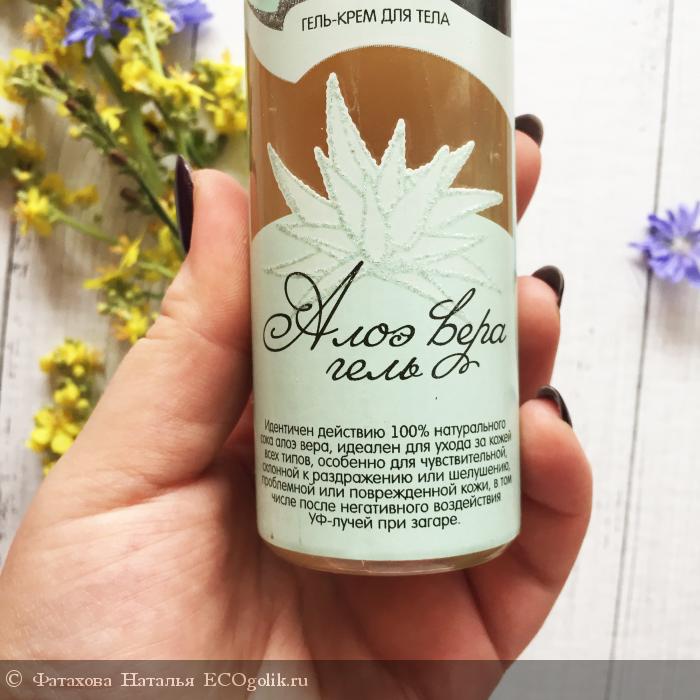 ГЕЛЬ-КРЕМ ДЛЯ ТЕЛА
Алоэ вера
гель
Идентичен действию 100% натурального
сока алоэ вера, идеален для ухода за кожей
всех типов, особенно для чувствительной,
склонной к раздражению или шелушению,
проблемной или поврежденной кожи, в том
числе после негативного воздействия
УФ-лучей при загаре.
© Фатахова Наталья ECOgolik.ru